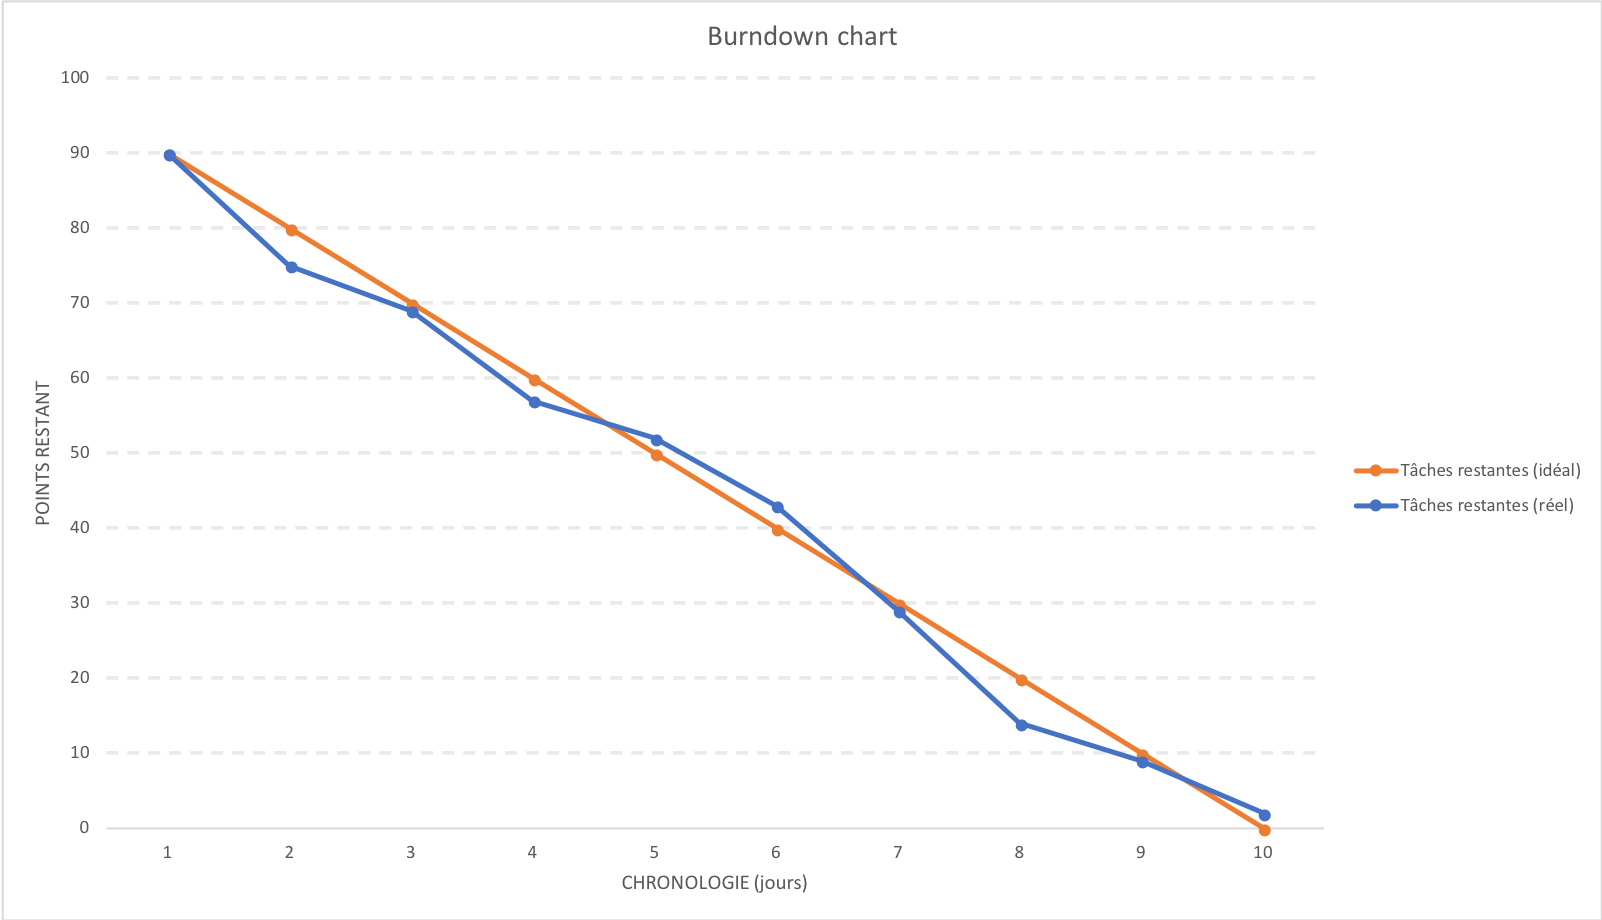 Burndown chart
100
90
80
70
60
50
40
30
20
10
0
POINTS RESTANT
1 2 3 4 5 6 7 8 9 10
CHRONOLOGIE (jours)
Tâches restantes (idéal)
Tâches restantes (réel)